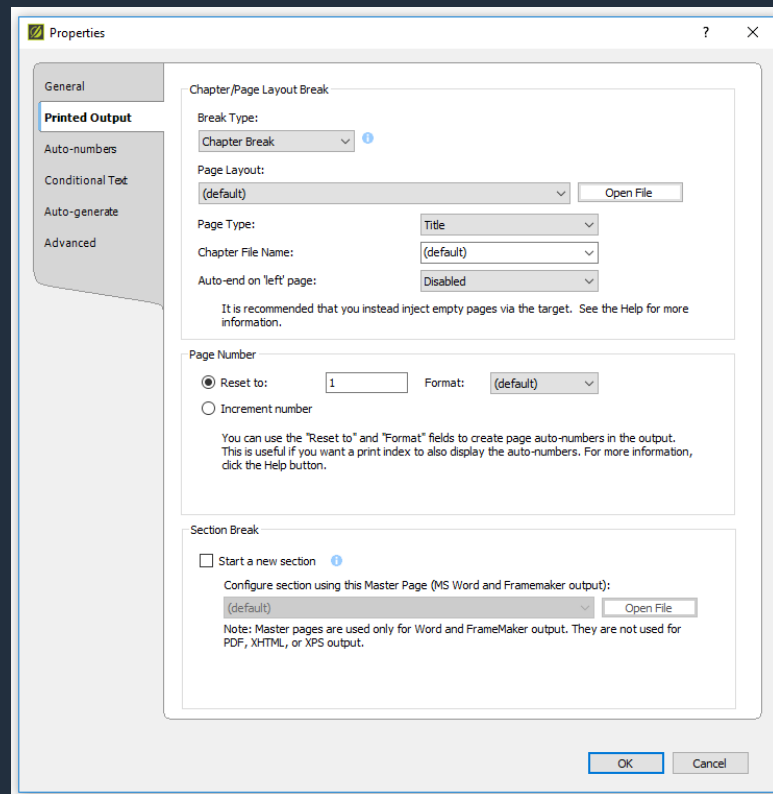 Properties
?
General
Printed Output
Auto-numbers
Conditional Text
Auto-generate
Advanced
Chapter/Page Layout Break
Break Type:
Chapter Break
Page Layout:
(default)
Open File
Page Type:
Title
Chapter File Name:
(default)
Auto-end on 'left' page:
Disabled
It is recommended that you instead inject empty pages via the target. See the Help for more
information.
Page Number
Reset to:
1
Format:
(default)
Increment number
You can use the "Reset to" and "Format" fields to create page auto-numbers in the output.
This is useful if you want a print index to also display the auto-numbers. For more information,
click the Help button.
Section Break
Start a new section
Configure section using this Master Page (MS Word and Framemaker output):
(default)
Open File
Note: Master pages are used only for Word and FrameMaker output. They are not used for
PDF, XHTML, or XPS output.
OK
Cancel